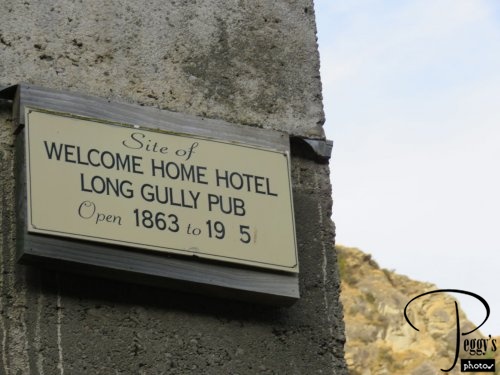 Site of
WELCOME HOME HOTEL
LONG GULLY PUB
Open 1863 to 19 5
Peggy's
photos